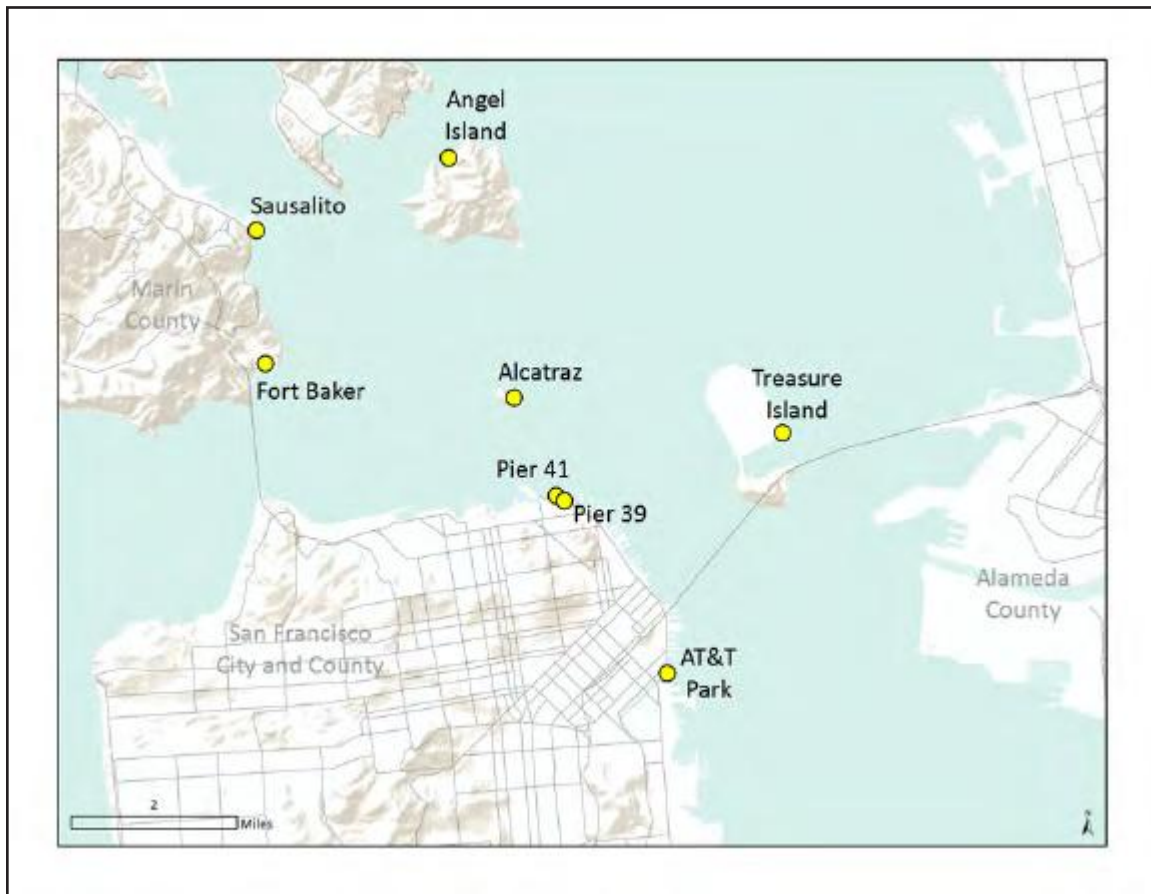 Angel
Island
Sausalito
Marin
County
Fort Baker
Alcatraz
Treasure
Island
Pier 41
Pier 39
Alameda
County
San Francisco
City and County
AT&T
Park
2
Miles
N